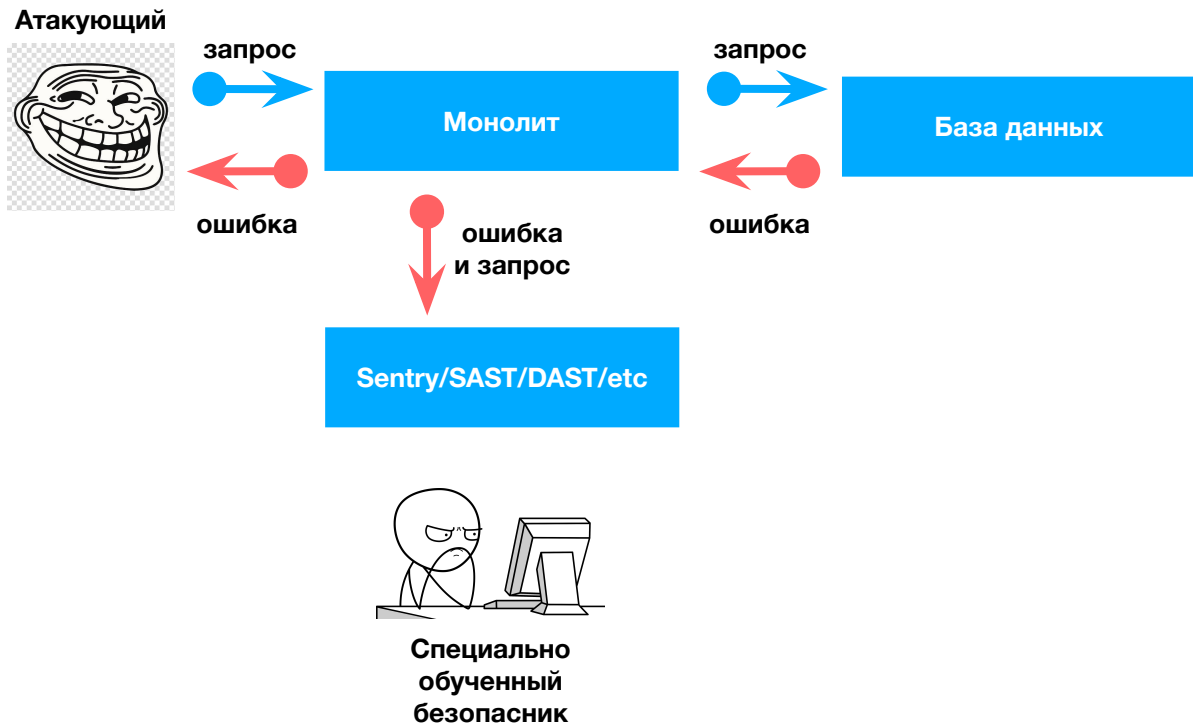 Атакующий
запрос
запрос
Монолит
База данных
ошибка
ошибка
и запрос
ошибка
Sentry/SAST/DAST/etc
Специально
обученный
безопасник